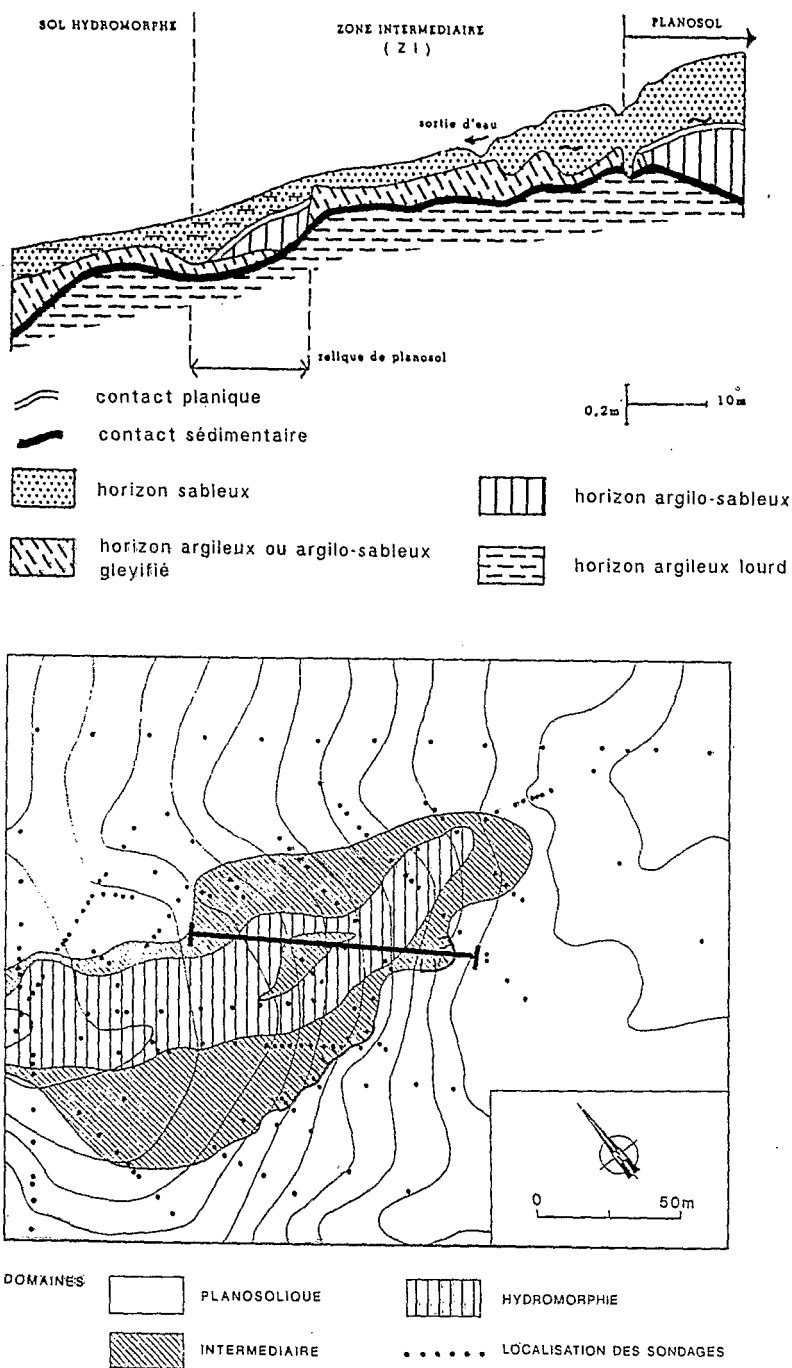 SOL HYDROMORPHE
ZONE INTERMEDIAIRE
( Z I )
PLANOSOL
sortie d'eau
relique de planosol
contact planique
contact sédimentaire
0,2m
10m
horizon sableux
horizon argilo-sableux
horizon argileux ou argilo-sableux
gleyifié
horizon argileux lourd
0
50m
DOMAINES
PLANOSOLIQUE
HYDROMORPHIE
INTERMEDIAIRE
LOCALISATION DES SONDAGES